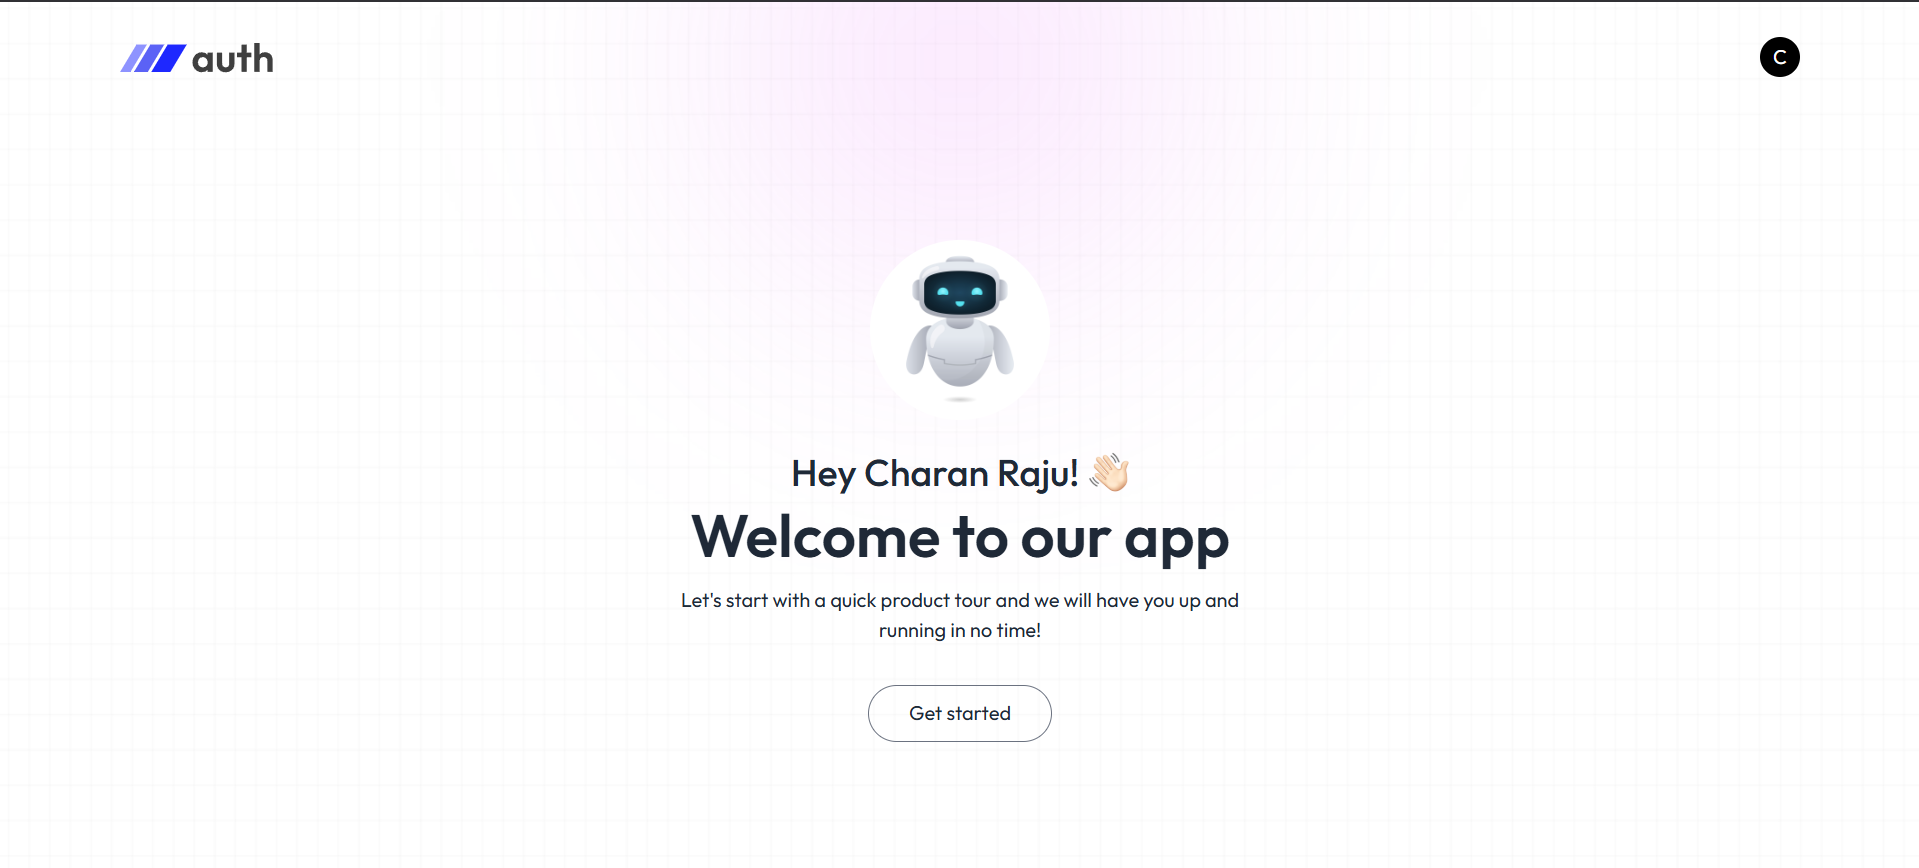 auth
C
Hey Charan Raju! 👋🏻
Welcome to our app
Let's start with a quick product tour and we will have you up and
running in no time!
Get started